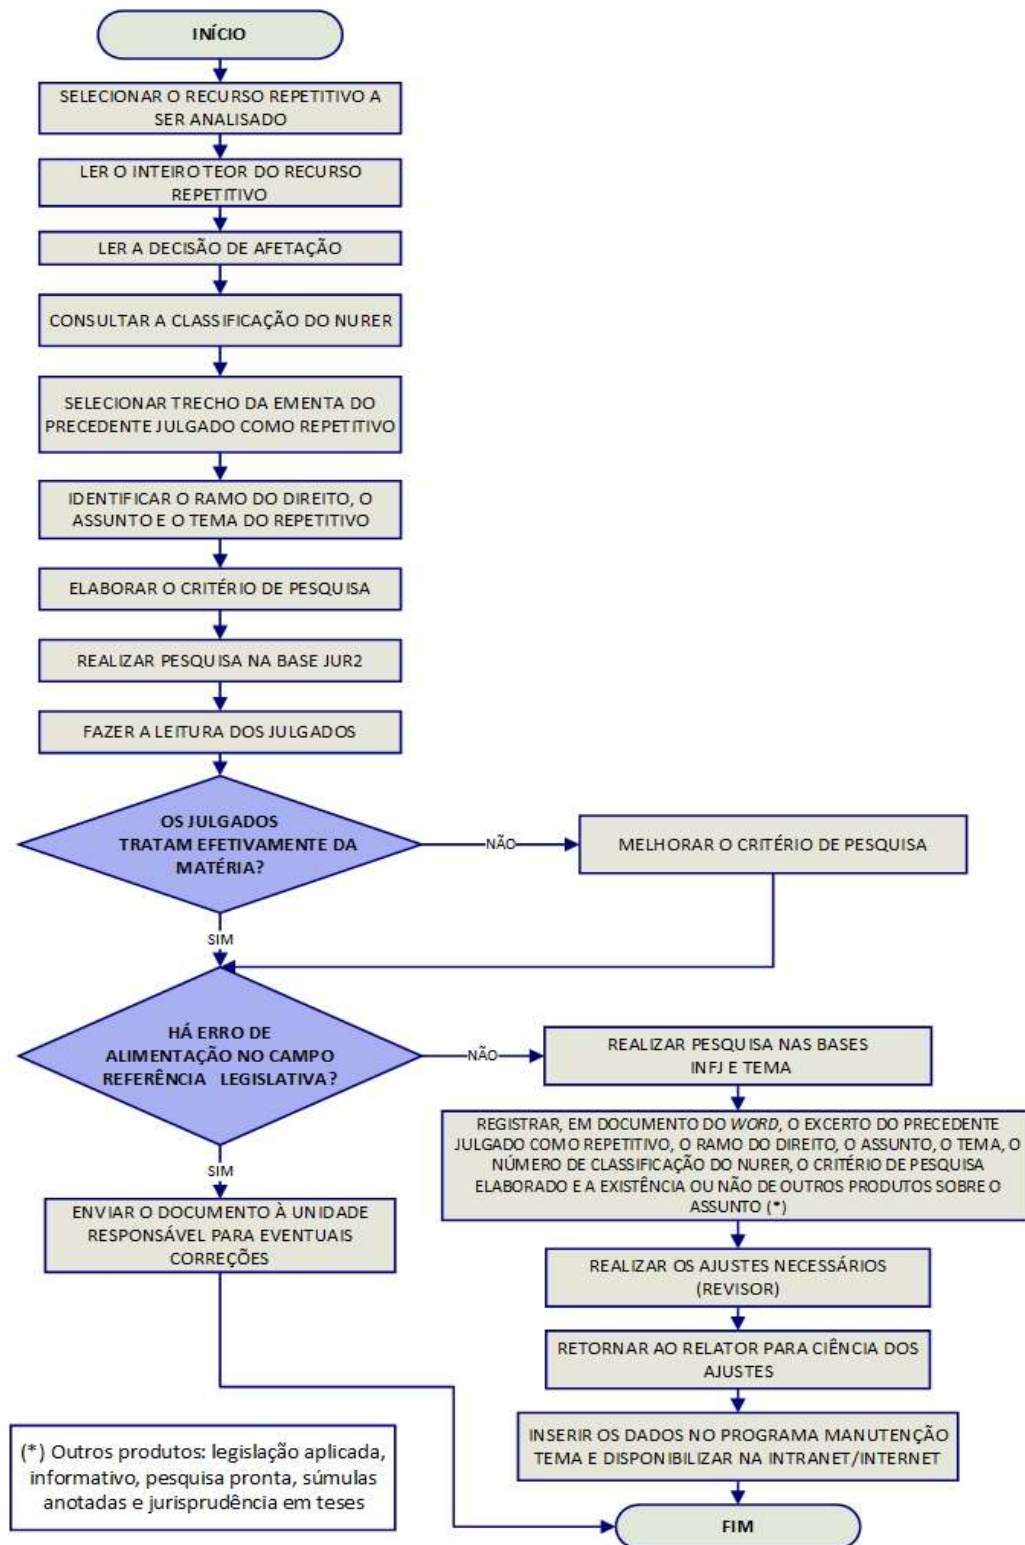 INÍCIO
SELECIONAR O RECURSO REPETITIVO A
SER ANALISADO
LER O INTEIRO TEOR DO RECURSO
REPETITIVO
LER A DECISÃO DE AFETAÇÃO
CONSULTAR A CLASSIFICAÇÃO DO NURER
SELECIONAR TRECHO DA EMENTA DO
PRECEDENTE JULGADO COMO REPETITIVO
IDENTIFICAR O RAMO DO DIREITO, O
ASSUNTO E O TEMA DO REPETITIVO
ELABORAR O CRITÉRIO DE PESQUISA
REALIZAR PESQUISA NA BASE JUR2
FAZER A LEITURA DOS JULGADOS
OS JULGADOS
TRATAM EFETIVAMENTE DA
MATÉRIA?
NÃO
MELHORAR O CRITÉRIO DE PESQUISA
SIM
HÁ ERRO DE
ALIMENTAÇÃO NO CAMPO
REFERÊNCIA LEGISLATIVA?
NÃO
REALIZAR PESQUISA NAS BASES
INFJ E TEMA
REGISTRAR, EM DOCUMENTO DO WORD, O EXCERTO DO PRECEDENTE
JULGADO COMO REPETITIVO, O RAMO DO DIREITO, O ASSUNTO, O TEMA, O
NÚMERO DE CLASSIFICAÇÃO DO NURER, O CRITÉRIO DE PESQUISA
ELABORADO E A EXISTÊNCIA OU NÃO DE OUTROS PRODUTOS SOBRE O
ASSUNTO (*)
SIM
ENVIAR O DOCUMENTO À UNIDADE
RESPONSÁVEL PARA EVENTUAIS
CORREÇÕES
REALIZAR OS AJUSTES NECESSÁRIOS
(REVISOR)
RETORNAR AO RELATOR PARA CIÊNCIA DOS
AJUSTES
INSERIR OS DADOS NO PROGRAMA MANUTENÇÃO
TEMA E DISPONIBILIZAR NA INTRANET/INTERNET
(*) Outros produtos: legislação aplicada,
informativo, pesquisa pronta, súmulas
anotadas e jurisprudência em teses
FIM